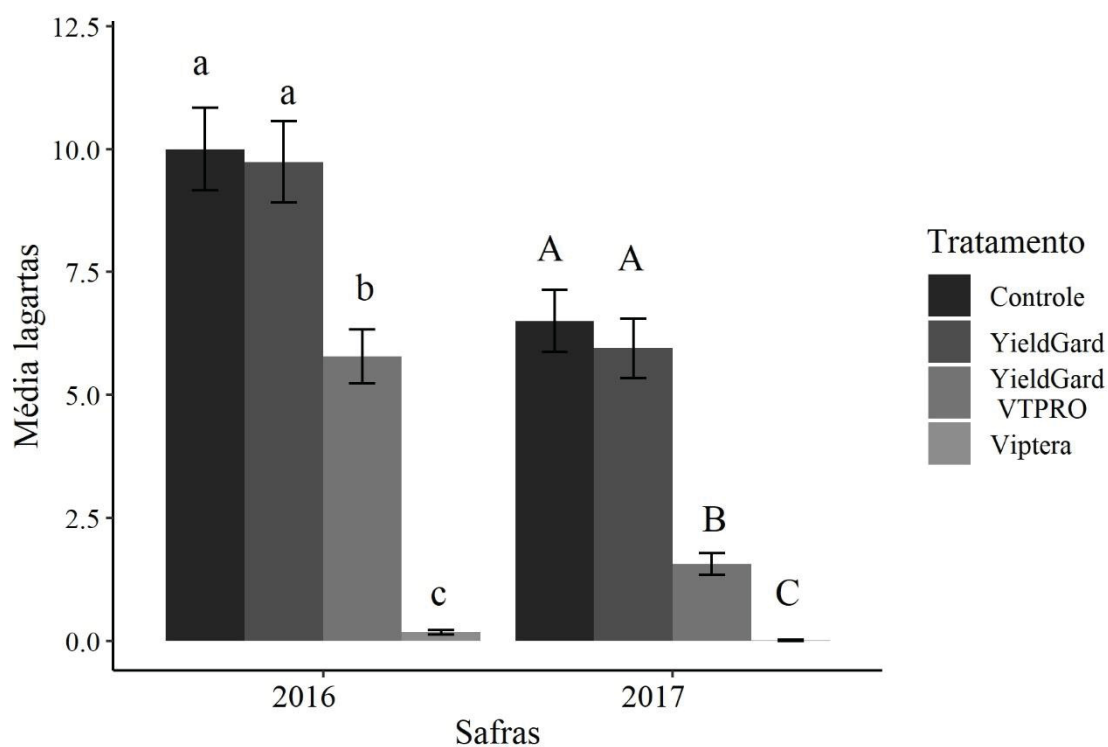 Média lagartas
12.5
10.0
7.5
5.0
2.5
0.0
a
a
b
c
A
A
B
C
2016
2017
Safras
Tratamento
Controle
YieldGard
YieldGard
VTPRO
Viptera